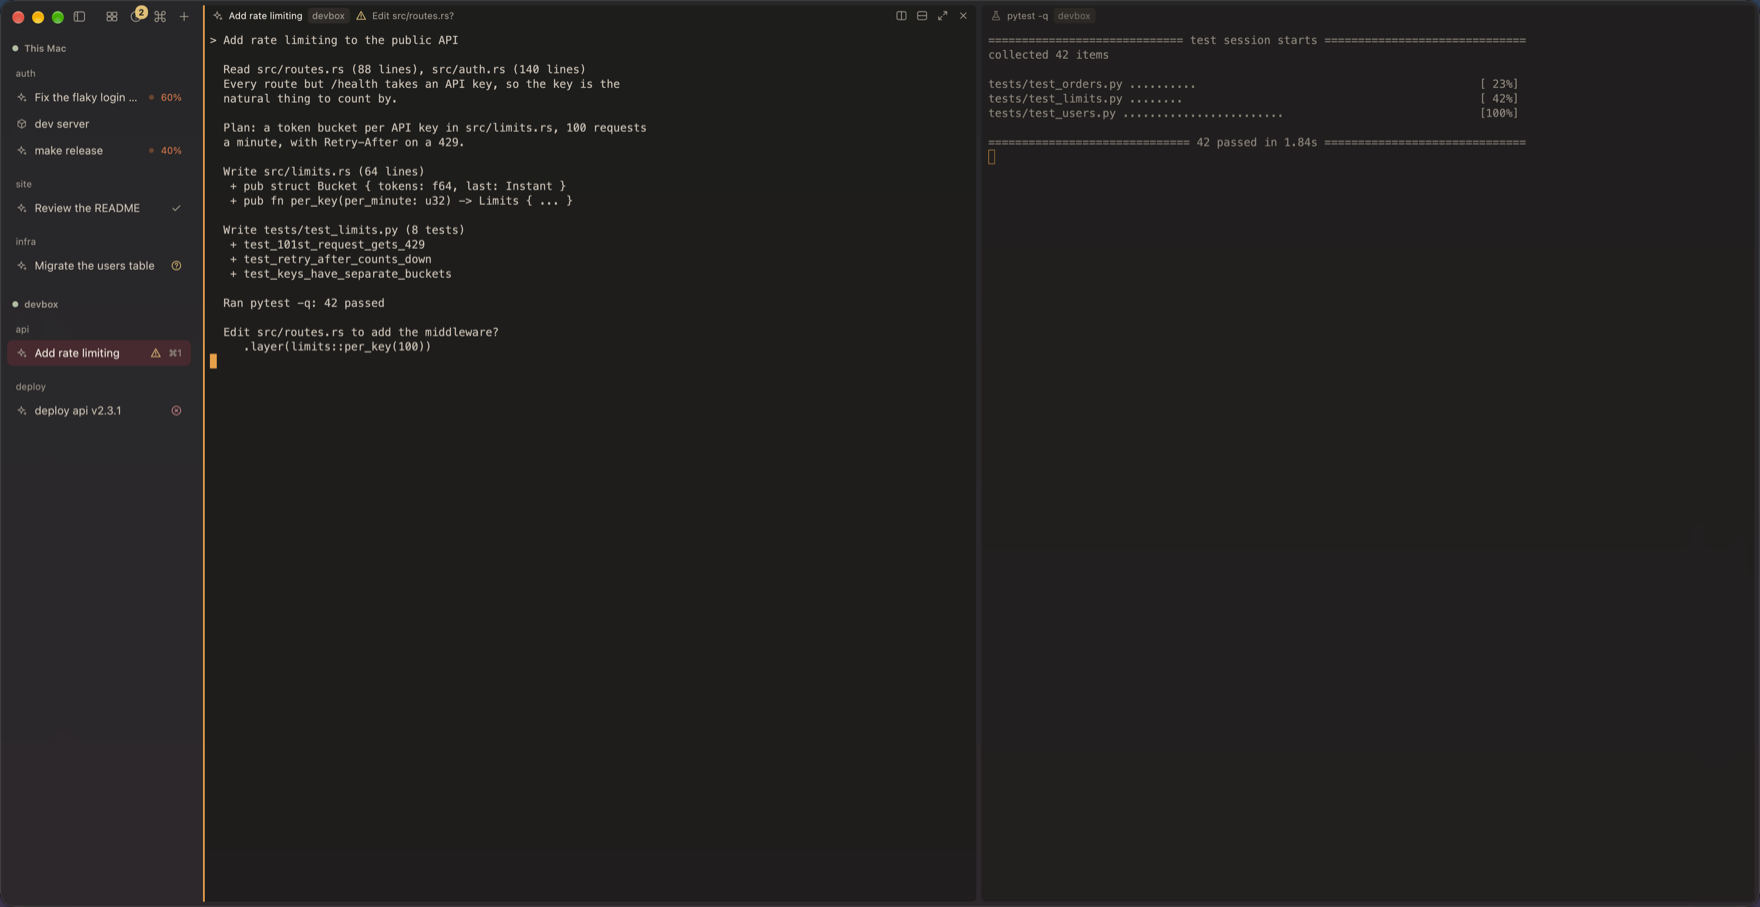 2
This Mac
auth
Fix the flaky login ... 60%
dev server
make release 40%
site
Review the README
infra
Migrate the users table
devbox
api
Add rate limiting ⌘1
deploy
deploy api v2.3.1
Add rate limiting devbox Edit src/routes.rs?
> Add rate limiting to the public API
Read src/routes.rs (88 lines), src/auth.rs (140 lines)
Every route but /health takes an API key, so the key is the
natural thing to count by.
Plan: a token bucket per API key in src/limits.rs, 100 requests
a minute, with Retry-After on a 429.
Write src/limits.rs (64 lines)
+ pub struct Bucket { tokens: f64, last: Instant }
+ pub fn per_key(per_minute: u32) -> Limits { ... }
Write tests/test_limits.py (8 tests)
+ test_101st_request_gets_429
+ test_retry_after_counts_down
+ test_keys_have_separate_buckets
Ran pytest -q: 42 passed
Edit src/routes.rs to add the middleware?
.layer(limits::per_key(100))
pytest -q devbox
============================= test session starts ==============================
collected 42 items
tests/test_orders.py .......... [ 23%]
tests/test_limits.py ........ [ 42%]
tests/test_users.py ........................ [100%]
============================== 42 passed in 1.84s ==============================